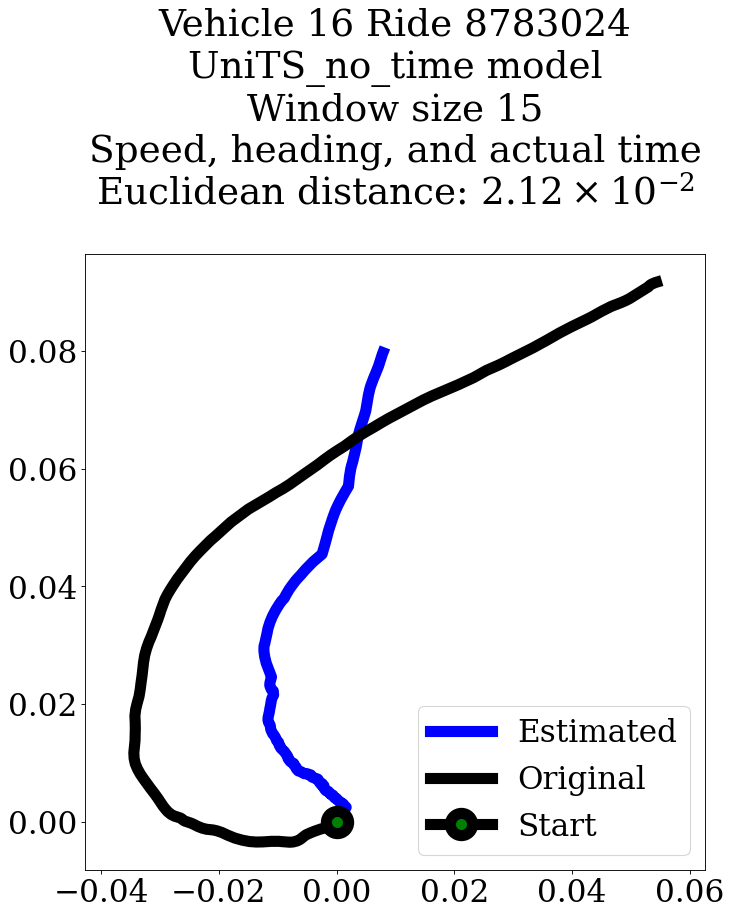 Vehicle 16 Ride 8783024
UniTS_no_time model
Window size 15
Speed, heading, and actual time
Euclidean distance: 2.12 × 10⁻²
0.08
0.06
0.04
0.02
0.00
−0.04 −0.02 0.00 0.02 0.04 0.06
Estimated
Original
Start